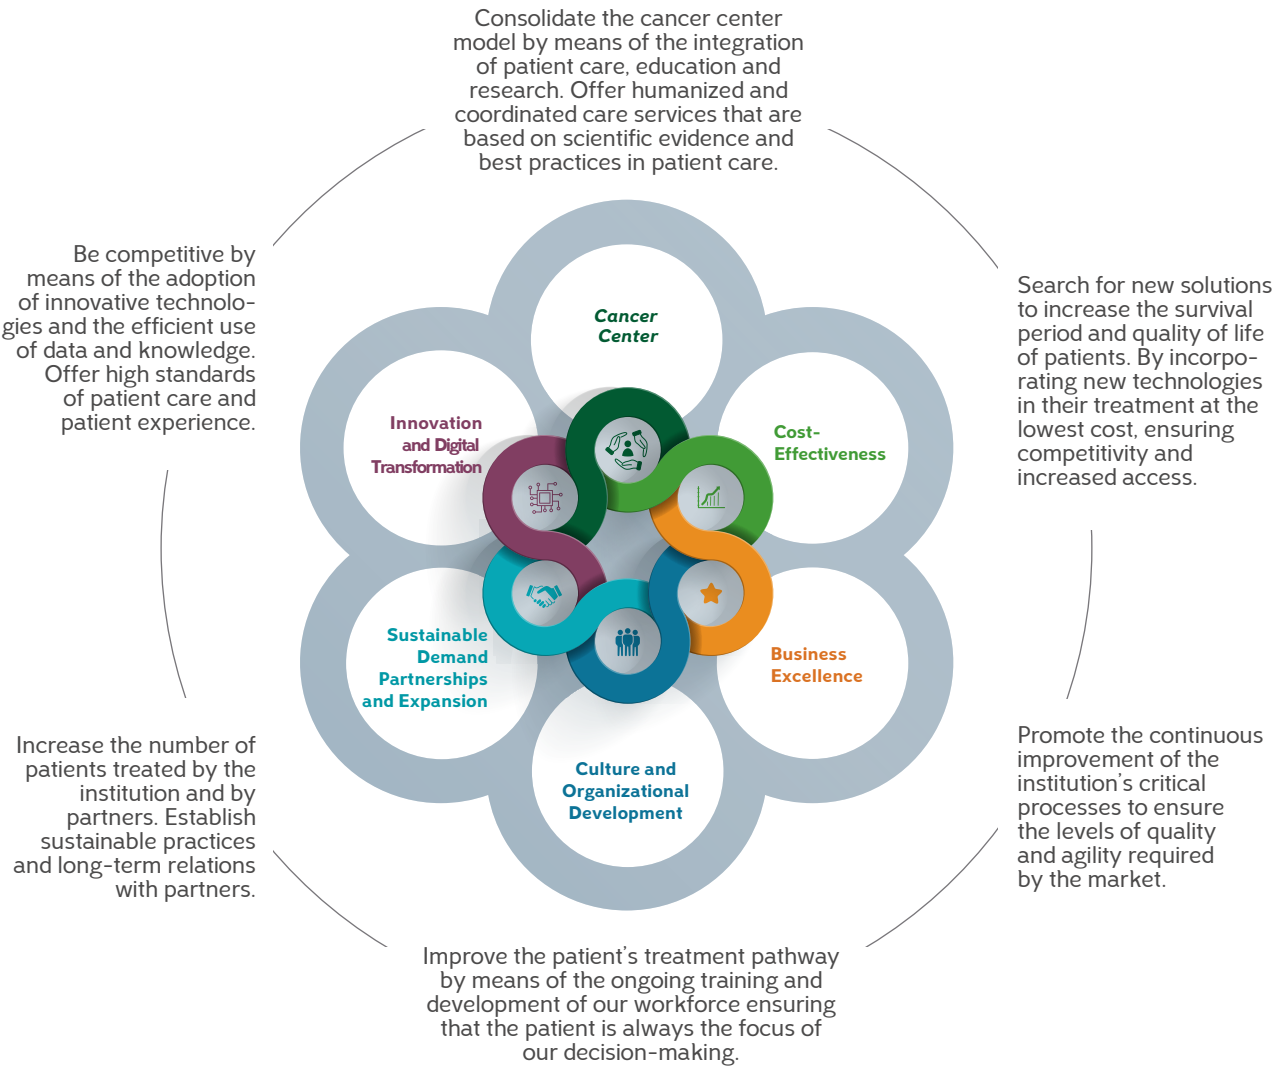 Consolidate the cancer center
model by means of the integration
of patient care, education and
research. Offer humanized and
coordinated care services that are
based on scientific evidence and
best practices in patient care.
Be competitive by
means of the adoption
of innovative technolo-
gies and the efficient use
of data and knowledge.
Offer high standards
of patient care and
patient experience.
Search for new solutions
to increase the survival
period and quality of life
of patients. By incorpo-
rating new technologies
in their treatment at the
lowest cost, ensuring
competitivity and
increased access.
Cancer
Center
Innovation
and Digital
Transformation
Cost-
Effectiveness
Sustainable
Demand
Partnerships
and Expansion
Business
Excellence
Culture and
Organizational
Development
Increase the number of
patients treated by the
institution and by
partners. Establish
sustainable practices
and long-term relations
with partners.
Promote the continuous
improvement of the
institution's critical
processes to ensure
the levels of quality
and agility required
by the market.
Improve the patient's treatment pathway
by means of the ongoing training and
development of our workforce ensuring
that the patient is always the focus of
our decision-making.